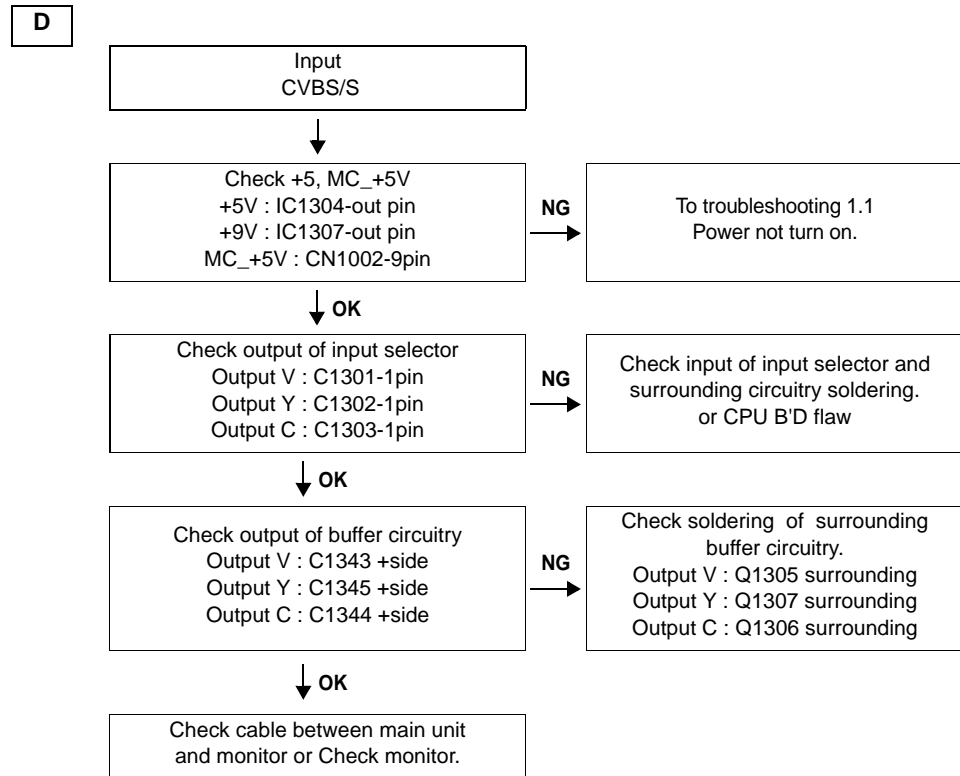 D
Input
CVBS/S
Check +5, MC_+5V
+5V : IC1304-out pin
+9V : IC1307-out pin
MC_+5V : CN1002-9pin
NG
To troubleshooting 1.1
Power not turn on.
OK
Check output of input selector
Output V : C1301-1pin
Output Y : C1302-1pin
Output C : C1303-1pin
NG
Check input of input selector and
surrounding circuitry soldering.
or CPU B'D flaw
OK
Check output of buffer circuitry
Output V : C1343 +side
Output Y : C1345 +side
Output C : C1344 +side
NG
Check soldering of surrounding
buffer circuitry.
Output V : Q1305 surrounding
Output Y : Q1307 surrounding
Output C : Q1306 surrounding
OK
Check cable between main unit
and monitor or Check monitor.